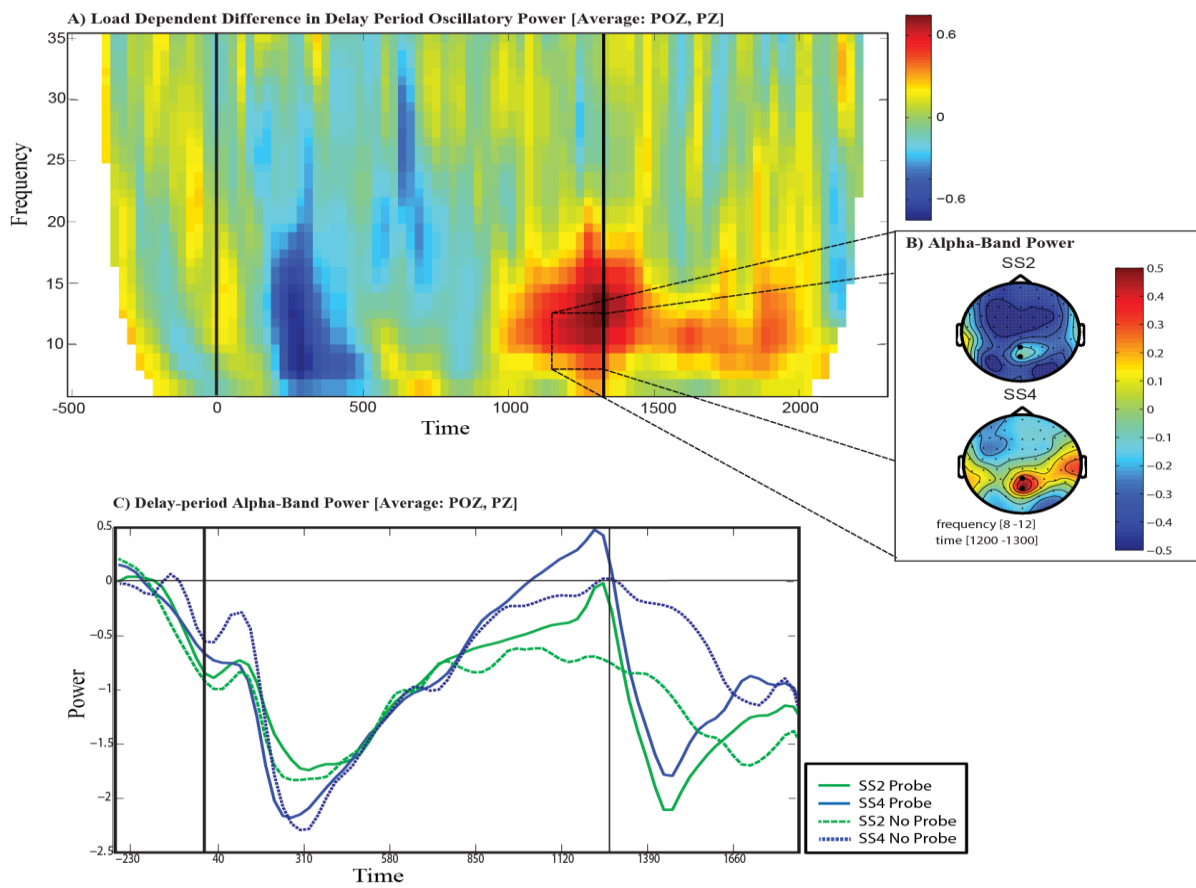 A) Load Dependent Difference in Delay Period Oscillatory Power [Average: POZ, PZ]
35
30
25
20
15
10
Frequency
-500
0
500
1000
1500
2000
Time
0.6
0
−0.6
B) Alpha-Band Power
SS2
SS4
frequency [8 -12]
time [1200 -1300]
0.5
0.4
0.3
0.2
0.1
0
−0.1
−0.2
−0.3
−0.4
−0.5
C) Delay-period Alpha-Band Power [Average: POZ, PZ]
0.5
0
−0.5
−1
−1.5
−2
−2.5
Power
−230
40
310
580
850
1120
1390
1660
Time
SS2 Probe
SS4 Probe
SS2 No Probe
SS4 No Probe